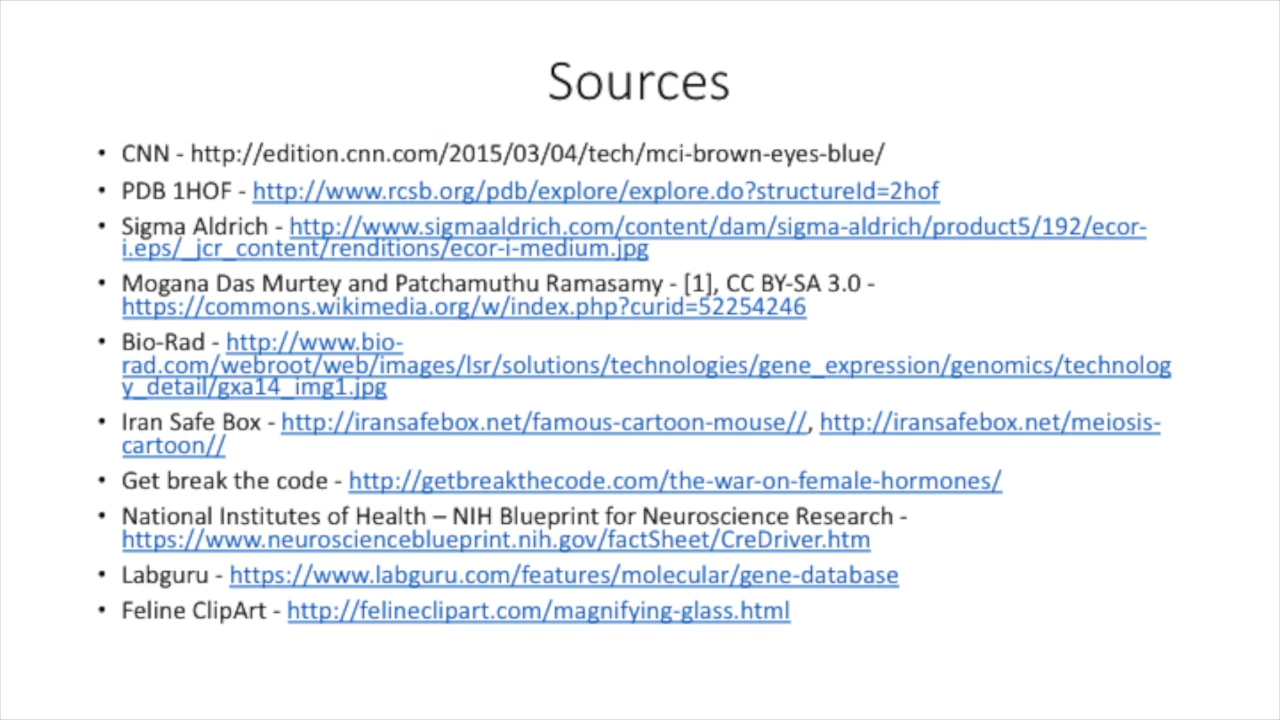 Sources
• CNN - http://edition.cnn.com/2015/03/04/tech/mci-brown-eyes-blue/
• PDB 1HOF - http://www.rcsb.org/pdb/explore/explore.do?structureId=2hof
• Sigma Aldrich - http://www.sigmaaldrich.com/content/dam/sigma-aldrich/product5/192/ecor-
i.eps/_jcr_content/renditions/ecor-i-medium.jpg
• Mogana Das Murtey and Patchamuthu Ramasamy - [1], CC BY-SA 3.0 -
https://commons.wikimedia.org/w/index.php?curid=52254246
• Bio-Rad - http://www.bio-
rad.com/webroot/web/images/lsr/solutions/technologies/gene_expression/genomics/technolog
y_detail/gxa14_img1.jpg
• Iran Safe Box - http://iransafebox.net/famous-cartoon-mouse//, http://iransafebox.net/meiosis-
cartoon//
• Get break the code - http://getbreakthecode.com/the-war-on-female-hormones/
• National Institutes of Health – NIH Blueprint for Neuroscience Research -
https://www.neuroscienceblueprint.nih.gov/factSheet/CreDriver.htm
• Labguru - https://www.labguru.com/features/molecular/gene-database
• Feline ClipArt - http://felineclipart.com/magnifying-glass.html